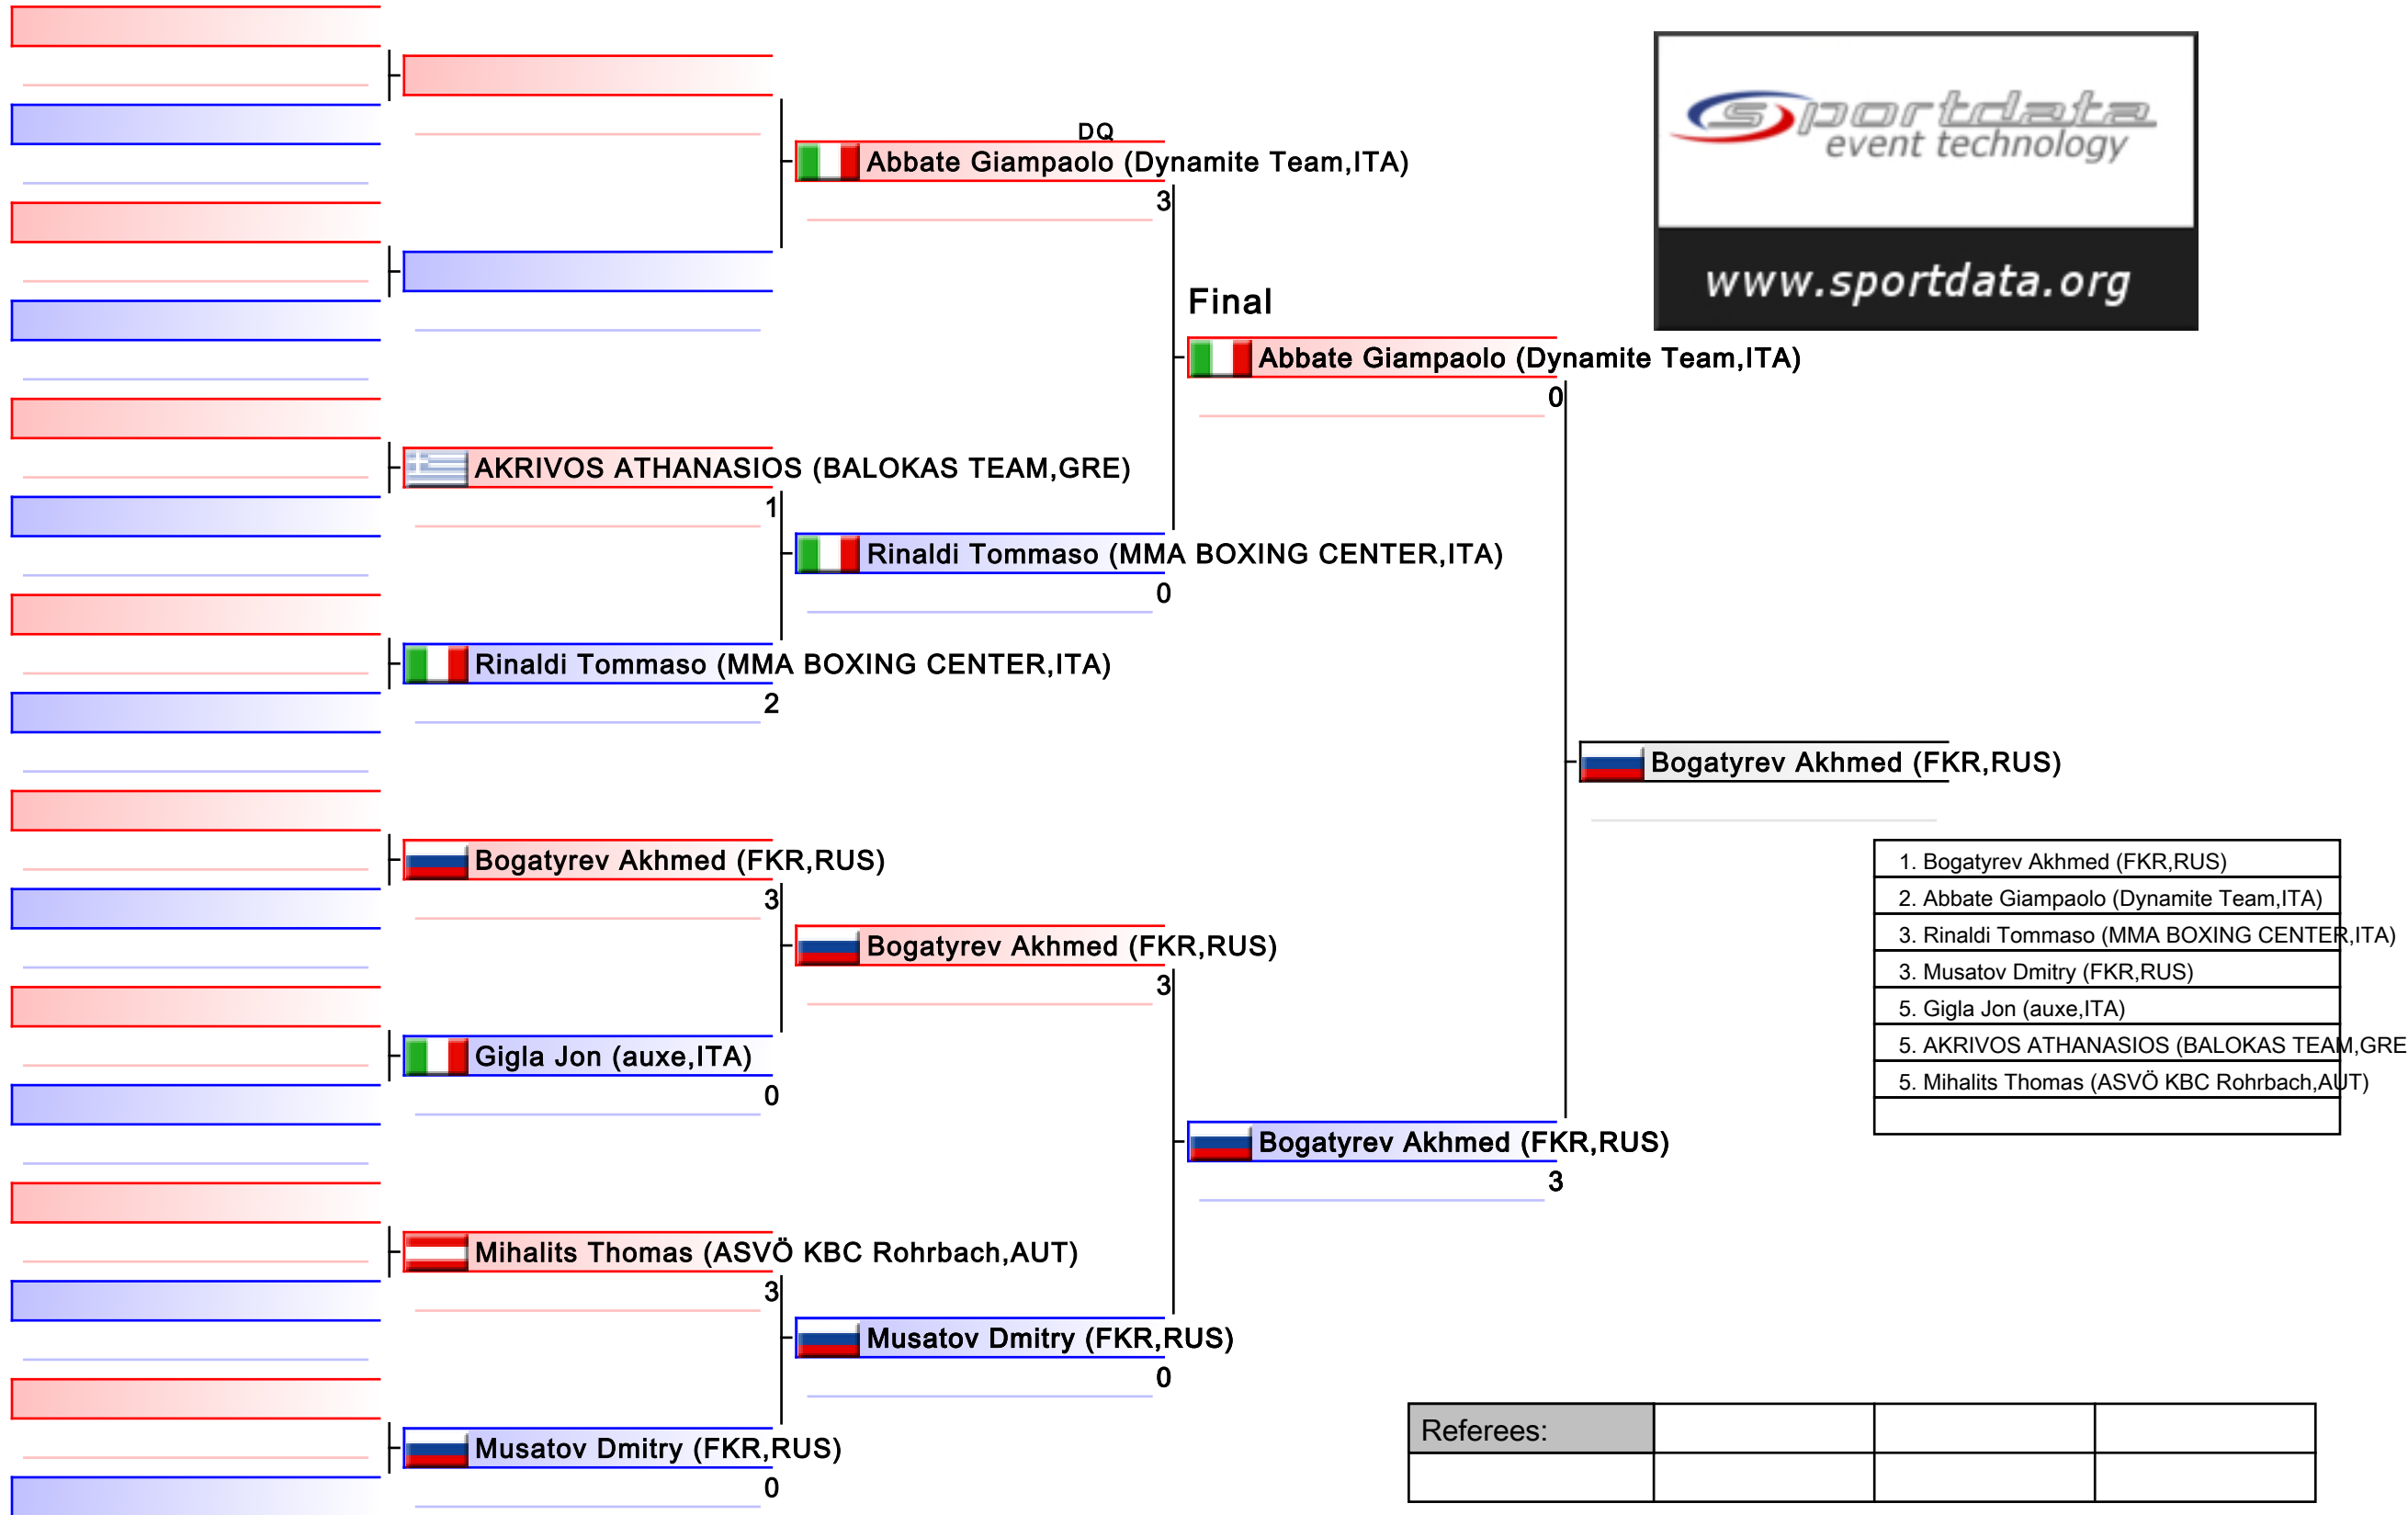 sportdata
event technology
www.sportdata.org
DQ
Abbate Giampaolo (Dynamite Team,ITA)
3
Final
Abbate Giampaolo (Dynamite Team,ITA)
0
AKRIVOS ATHANASIOS (BALOKAS TEAM,GRE)
1
Rinaldi Tommaso (MMA BOXING CENTER,ITA)
0
Rinaldi Tommaso (MMA BOXING CENTER,ITA)
2
Bogatyrev Akhmed (FKR,RUS)
Bogatyrev Akhmed (FKR,RUS)
3
Bogatyrev Akhmed (FKR,RUS)
3
Gigla Jon (auxe,ITA)
0
Bogatyrev Akhmed (FKR,RUS)
3
Mihalits Thomas (ASVÖ KBC Rohrbach,AUT)
3
Musatov Dmitry (FKR,RUS)
0
Musatov Dmitry (FKR,RUS)
0
1. Bogatyrev Akhmed (FKR,RUS)
2. Abbate Giampaolo (Dynamite Team,ITA)
3. Rinaldi Tommaso (MMA BOXING CENTER,ITA)
3. Musatov Dmitry (FKR,RUS)
5. Gigla Jon (auxe,ITA)
5. AKRIVOS ATHANASIOS (BALOKAS TEAM,GRE
5. Mihalits Thomas (ASVÖ KBC Rohrbach,AUT)
Referees: